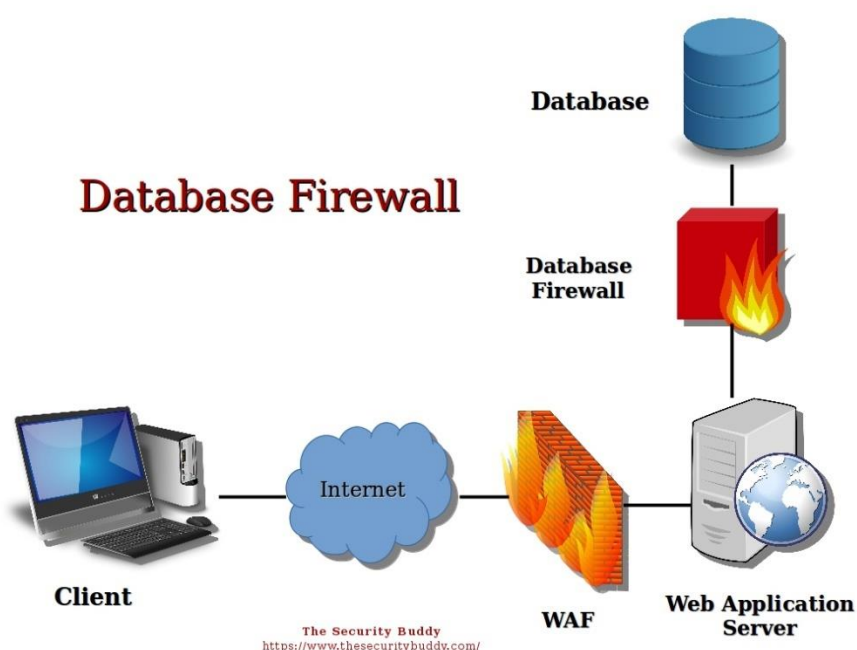 Database
Database Firewall
Database
Firewall
Internet
Client
WAF
Web Application
Server
The Security Buddy
https://www.thesecuritybuddy.com/